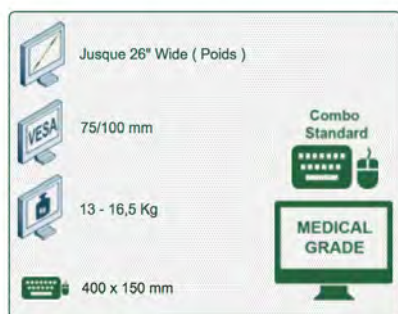 Jusque 26" Wide ( Poids )
VESA
75/100 mm
13 - 16,5 Kg
400 x 150 mm
Combo
Standard
MEDICAL
GRADE